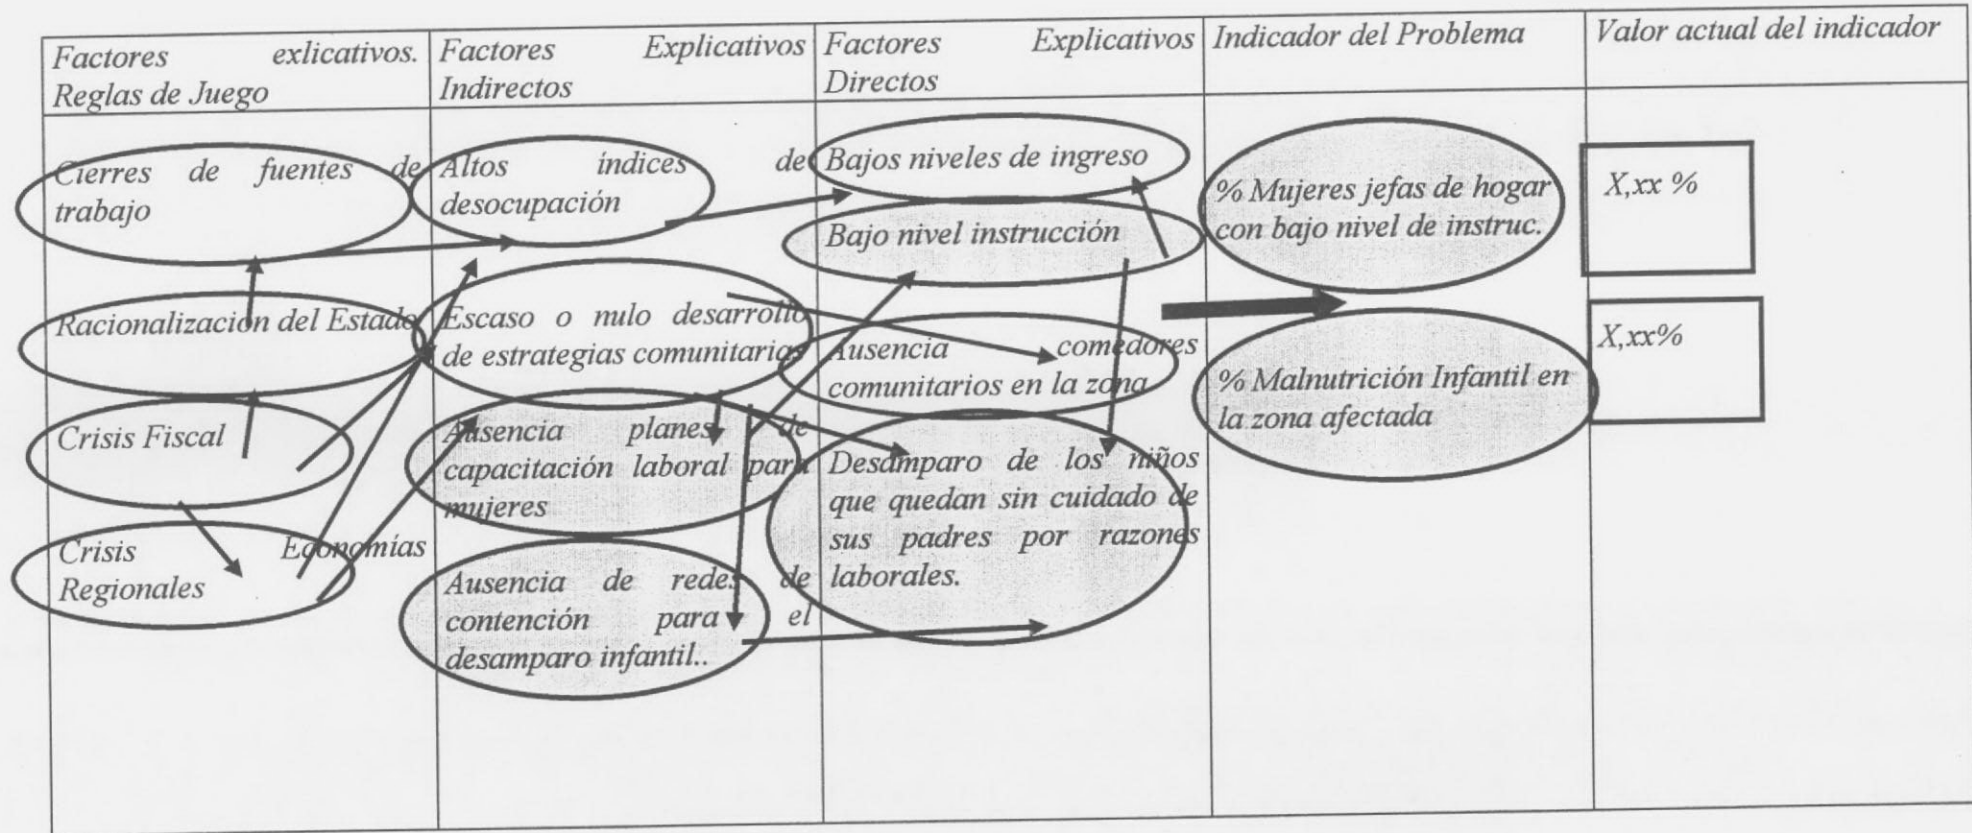 Factores exlicativos.
Reglas de Juego
Factores Explicativos
Indirectos
Factores Explicativos
Directos
Indicador del Problema
Valor actual del indicador
Cierres de fuentes de
trabajo
Racionalización del Estado
Crisis Fiscal
Crisis Economías
Regionales
Altos índices de
desocupación
Escaso o nulo desarrollo
de estrategias comunitarias
Ausencia planes de
capacitación laboral para
mujeres
Ausencia de redes de
contención para el
desamparo infantil..
Bajos niveles de ingreso
Bajo nivel instrucción
Ausencia comedores
comunitarios en la zona
Desamparo de los niños
que quedan sin cuidado de
sus padres por razones
laborales.
% Mujeres jefas de hogar
con bajo nivel de instruc.
% Malnutrición Infantil en
la zona afectada
X,xx %
X,xx%